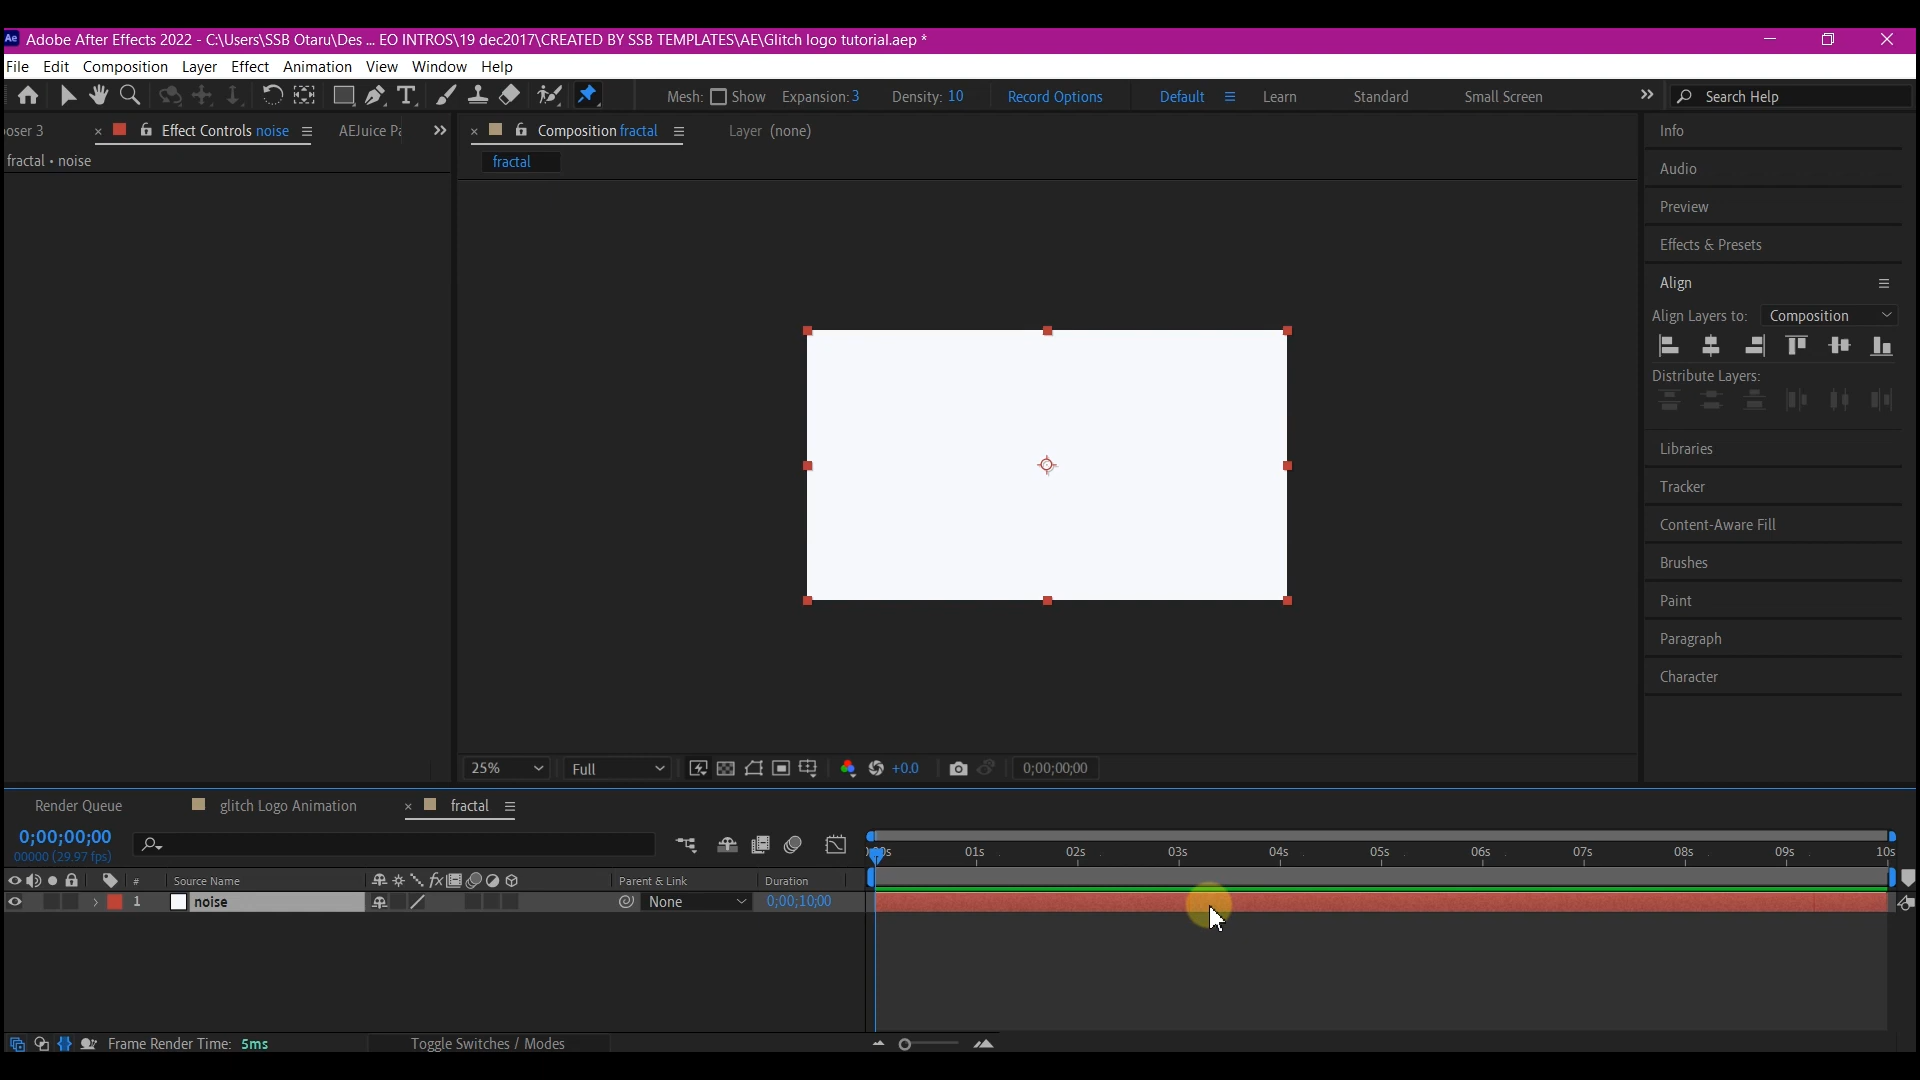 Ae Adobe After Effects 2022 - C:\Users\SSB Otaru\Des ... EO INTROS\19 dec2017\CREATED BY SSB TEMPLATES\AE\Glitch logo tutorial.aep *
File Edit Composition Layer Effect Animation View Window Help
Mesh: Show Expansion: 3 Density: 10 Record Options Default Learn Standard Small Screen Search Help
oser 3 Effect Controls noise AEJuice Pa Composition fractal Layer (none)
fractal • noise
fractal
Info
Audio
Preview
Effects & Presets
Align
Align Layers to: Composition
Distribute Layers:
Libraries
Tracker
Content-Aware Fill
Brushes
Paint
Paragraph
Character
25% Full +0.0 0;00;00;00
Render Queue glitch Logo Animation fractal
0;00;00;00
00000 (29.97 fps)
01s 02s 03s 04s 05s 06s 07s 08s 09s 10s
# Source Name Parent & Link Duration
1 noise None 0;00;10;00
Frame Render Time: 5ms Toggle Switches / Modes